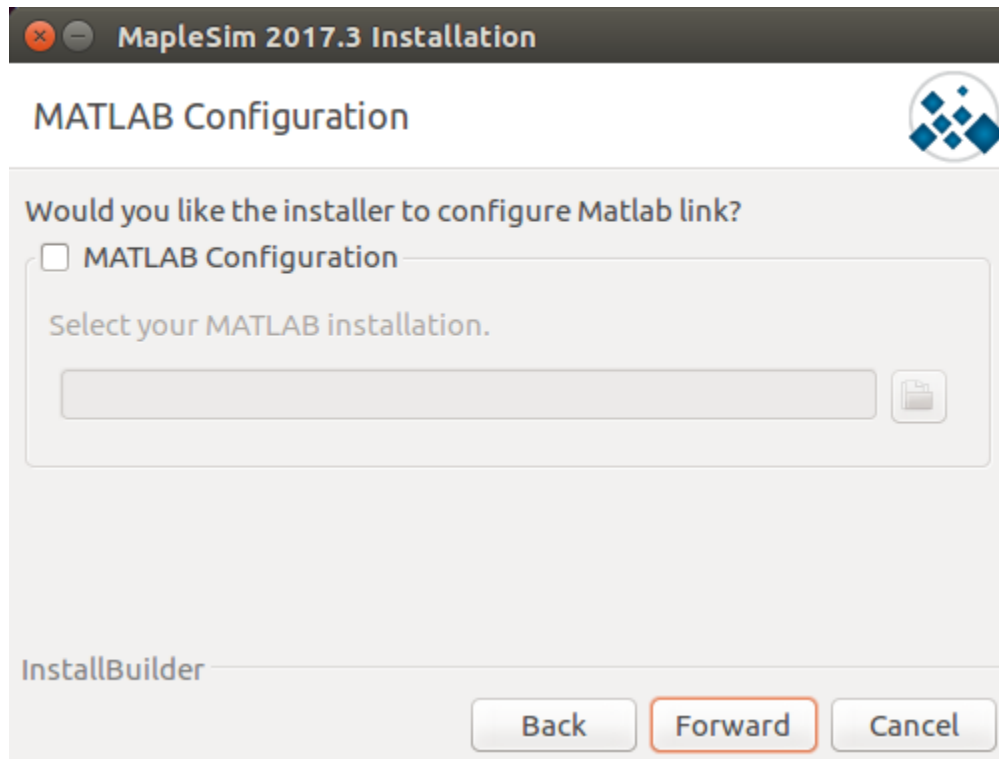 MapleSim 2017.3 Installation
MATLAB Configuration
Would you like the installer to configure Matlab link?
MATLAB Configuration
Select your MATLAB installation.
InstallBuilder
Back Forward Cancel